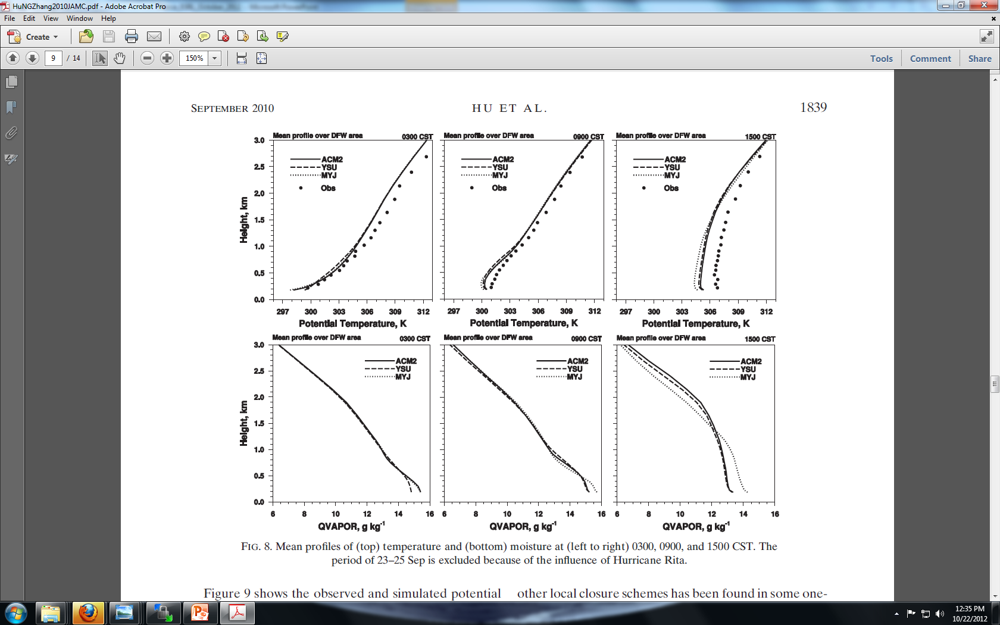 HuNGZhang2010JAMC.pdf - Adobe Acrobat Pro
File Edit View Window Help
Create
9 / 14 150% Tools Comment Share
SEPTEMBER 2010 HU ET AL. 1839
Mean profile over DFW area 0300 CST
Mean profile over DFW area 0900 CST
Mean profile over DFW area 1500 CST
ACM2
YSU
MYJ
Obs
ACM2
YSU
MYJ
Obs
ACM2
YSU
MYJ
Obs
Height, km
3.0
2.5
2.0
1.5
1.0
0.5
0.0
297 300 303 306 309 312
297 300 303 306 309 312
297 300 303 306 309 312
Potential Temperature, K
Potential Temperature, K
Potential Temperature, K
Mean profile over DFW area 0300 CST
Mean profile over DFW area 0900 CST
Mean profile over DFW area 1500 CST
ACM2
YSU
MYJ
ACM2
YSU
MYJ
ACM2
YSU
MYJ
Height, km
3.0
2.5
2.0
1.5
1.0
0.5
0.0
6 8 10 12 14 16
6 8 10 12 14 16
6 8 10 12 14 16
QVAPOR, g kg-1
QVAPOR, g kg-1
QVAPOR, g kg-1
FIG. 8. Mean profiles of (top) temperature and (bottom) moisture at (left to right) 0300, 0900, and 1500 CST. The
period of 23–25 Sep is excluded because of the influence of Hurricane Rita.
Figure 9 shows the observed and simulated potential
other local closure schemes has been found in some one-
12:35 PM
10/22/2012